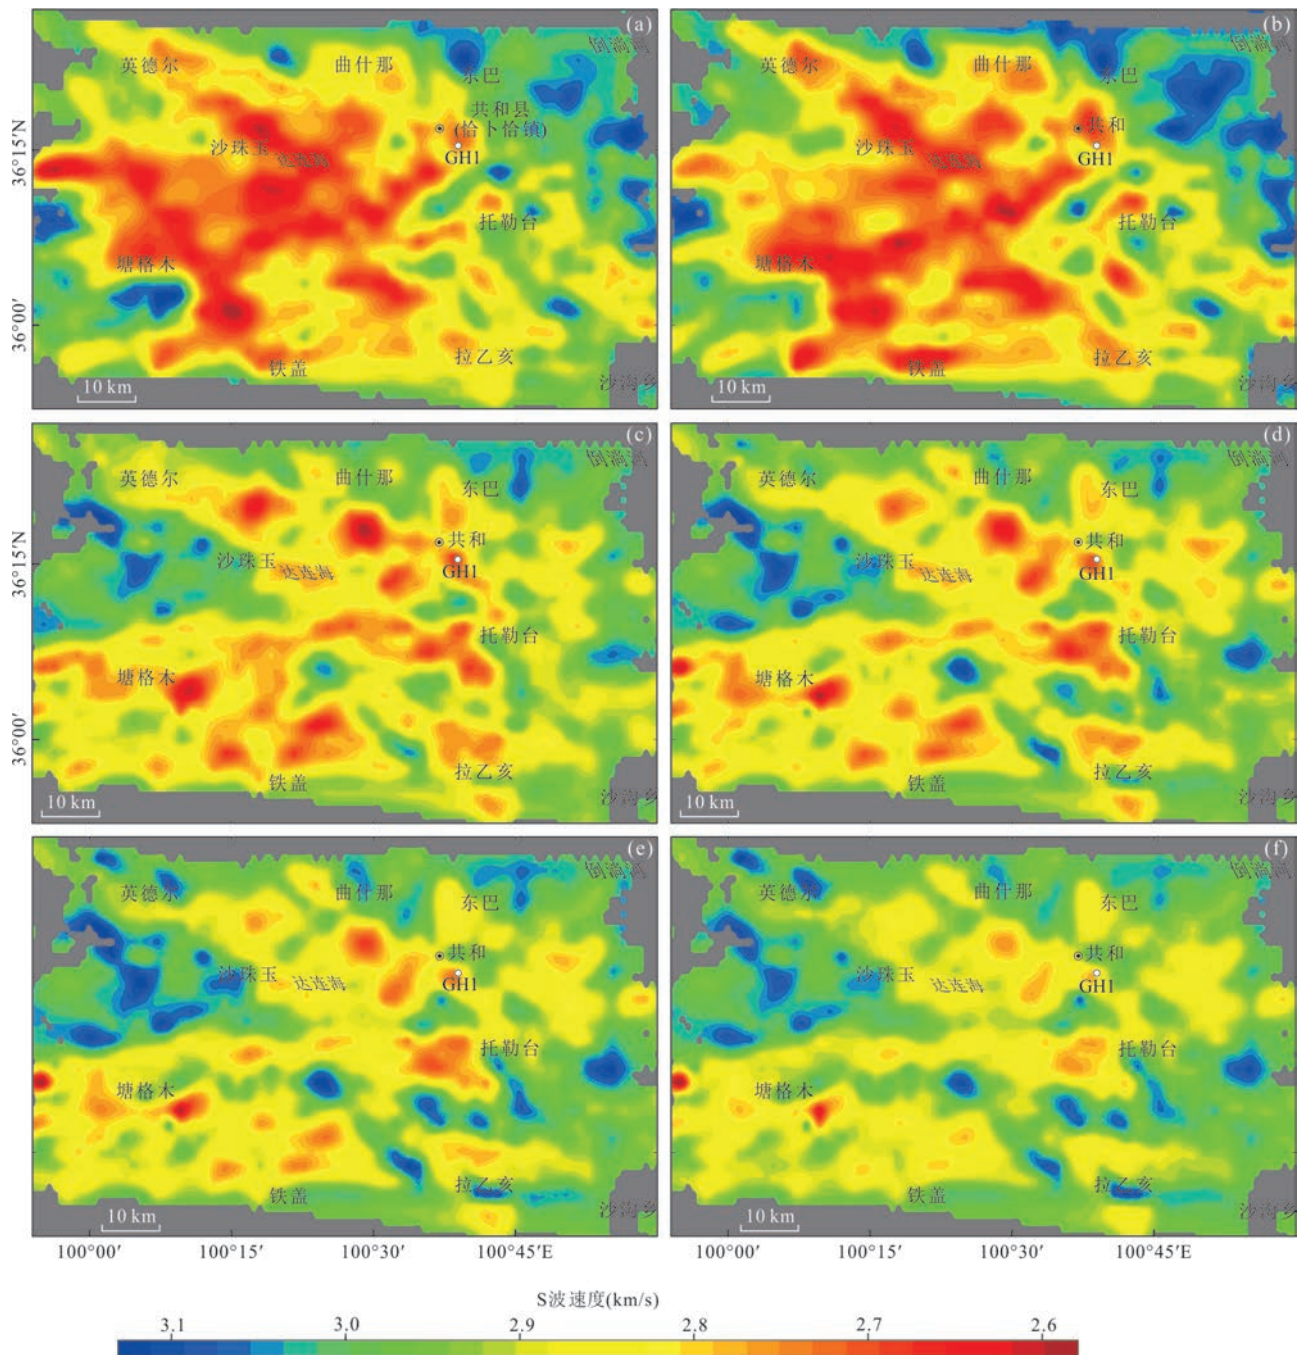 (a)
英德尔
曲什那
东巴
倒淌河
共和县
(恰卜恰镇)
GH1
沙珠玉
达连海
托勒台
塘格木
铁盖
拉乙亥
沙沟乡
10 km
36°15′N
36°00′
(b)
曲什那
东巴
倒淌河
英德尔
共和
GH1
沙珠玉
达连海
托勒台
塘格木
铁盖
拉乙亥
沙沟乡
10 km
(c)
英德尔
曲什那
东巴
倒淌河
共和
GH1
沙珠玉
达连海
托勒台
塘格木
铁盖
拉乙亥
沙沟乡
10 km
36°15′N
36°00′
(d)
英德尔
曲什那
东巴
倒淌河
共和
GH1
沙珠玉
达连海
托勒台
塘格木
铁盖
拉乙亥
沙沟乡
10 km
(e)
英德尔
曲什那
东巴
倒淌河
共和
GH1
沙珠玉
达连海
托勒台
塘格木
铁盖
拉乙亥
沙沟乡
10 km
(f)
英德尔
曲什那
东巴
倒淌河
共和
GH1
沙珠玉
达连海
托勒台
塘格木
铁盖
拉乙亥
沙沟乡
10 km
100°00′ 100°15′ 100°30′ 100°45′E
100°00′ 100°15′ 100°30′ 100°45′E
S波速度(km/s)
3.1 3.0 2.9 2.8 2.7 2.6